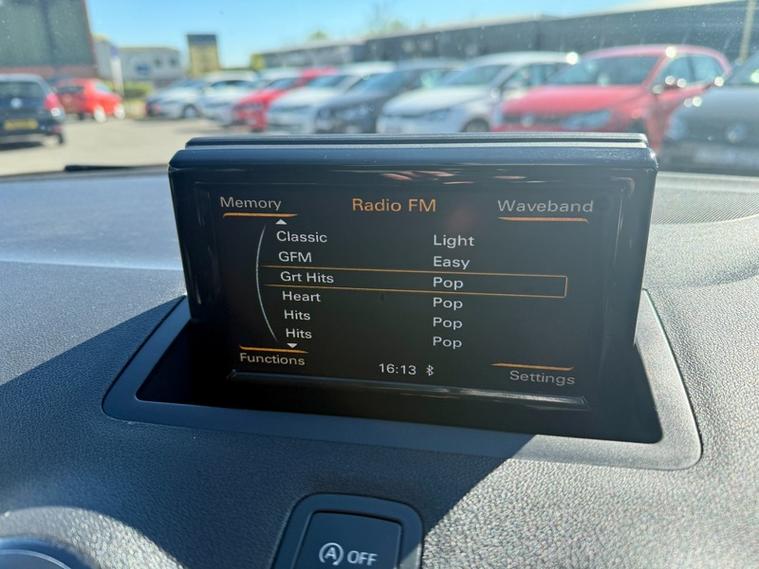 Memory Radio FM Waveband
Classic Light
GFM Easy
Grt Hits Pop
Heart Pop
Hits Pop
Hits Pop
Functions 16:13 Settings
A OFF